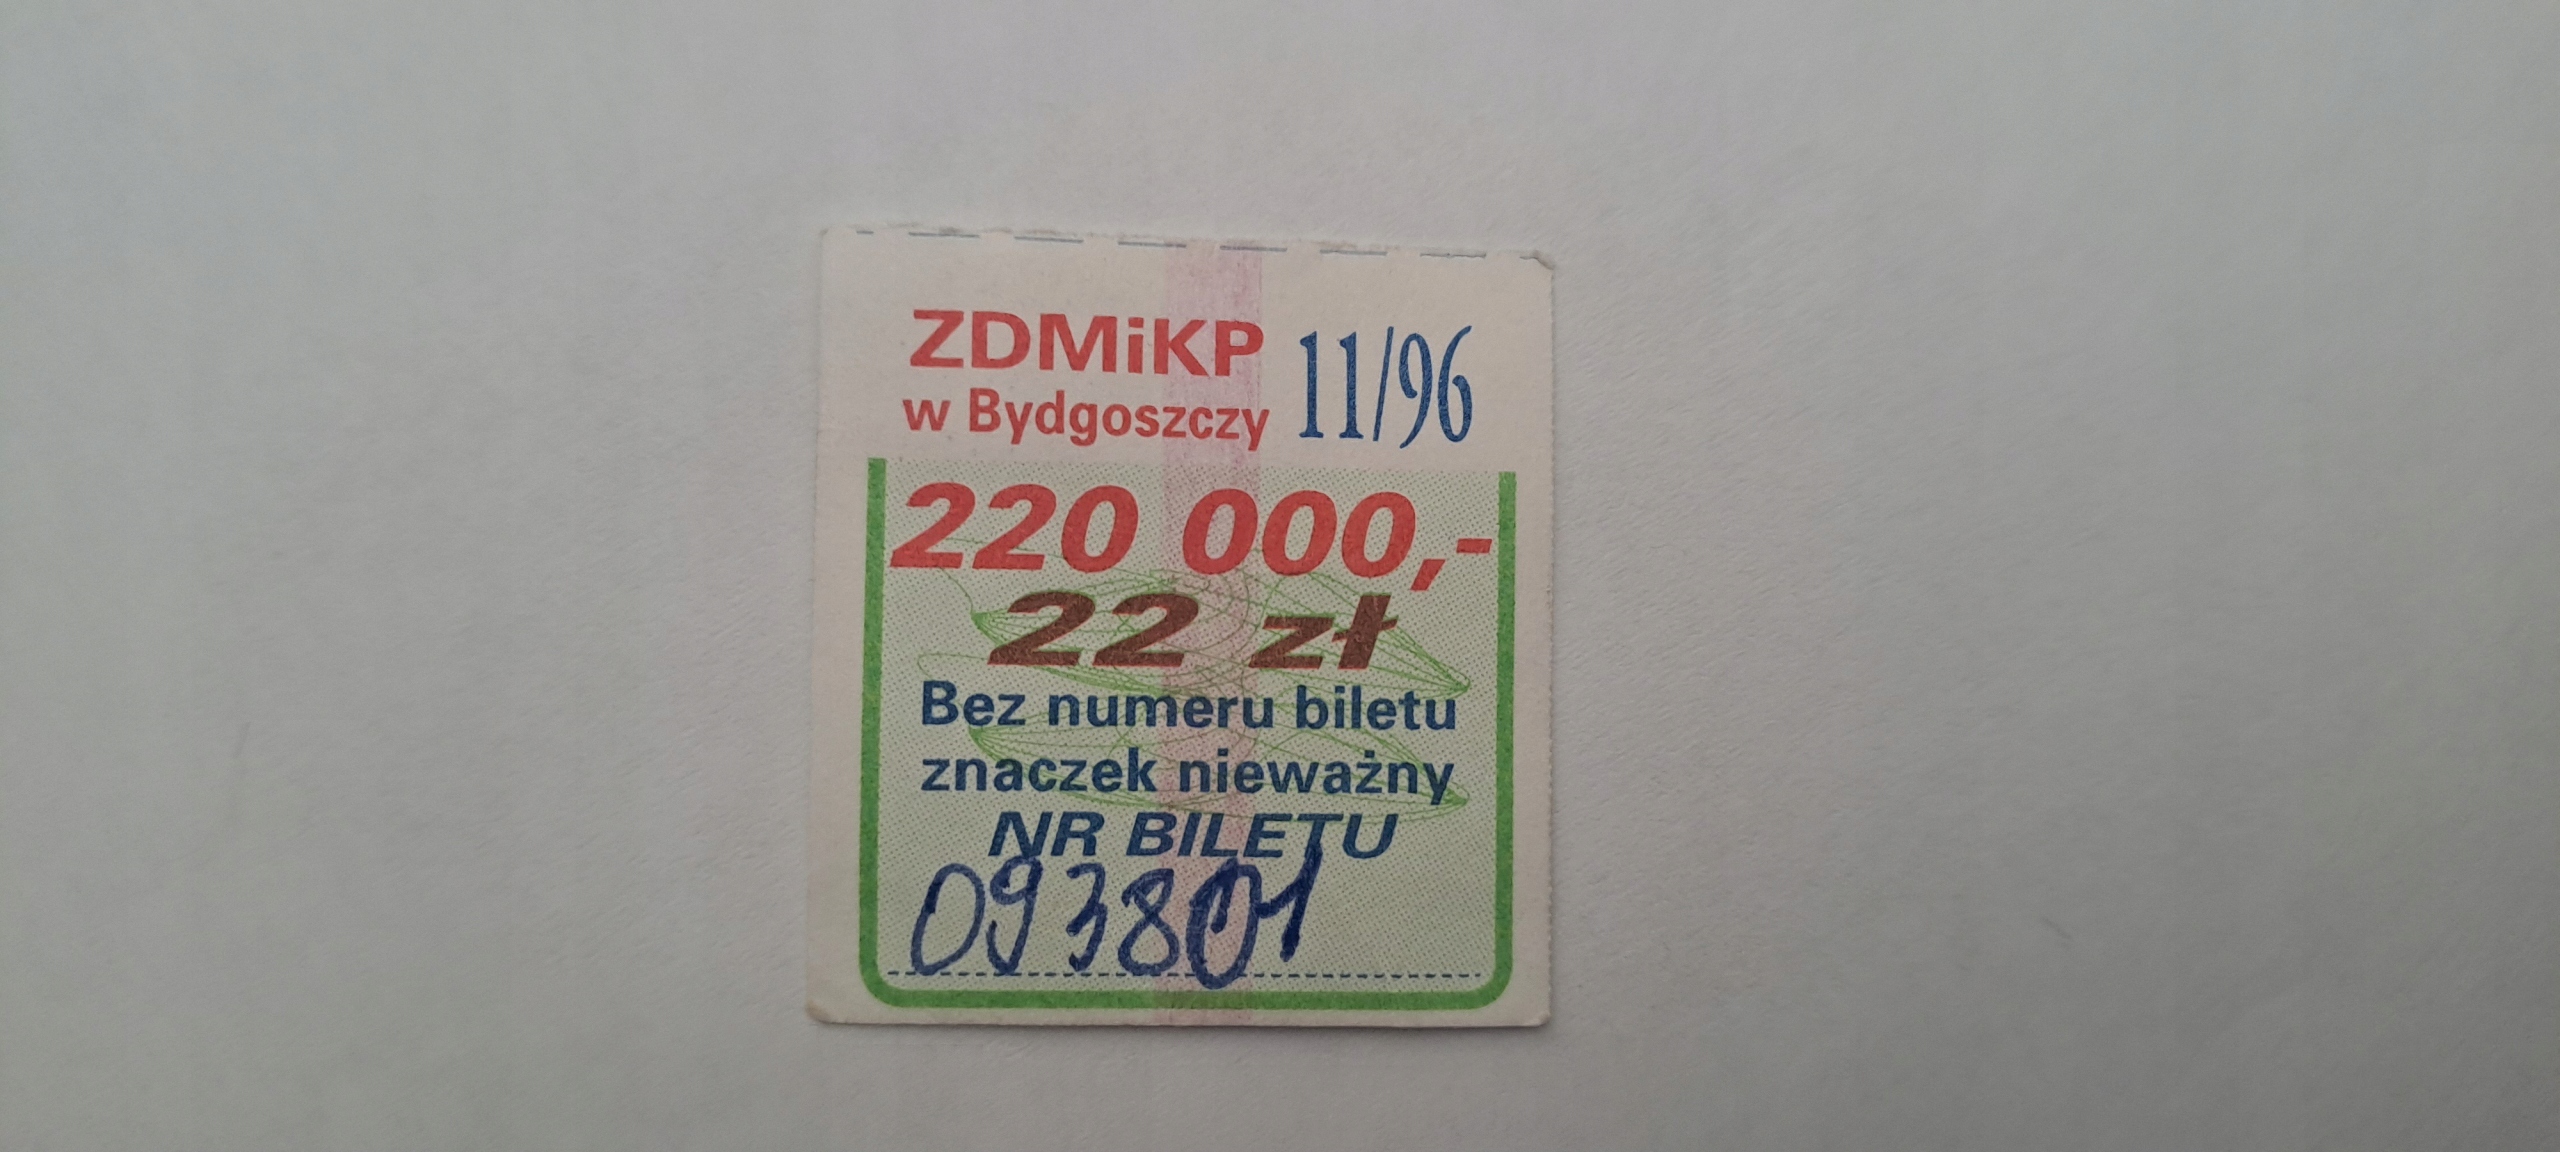 ZDMiKP
w Bydgoszczy
11/96
220 000,-
22 zł
Bez numeru biletu
znaczek nieważny
NR BILETU
093801